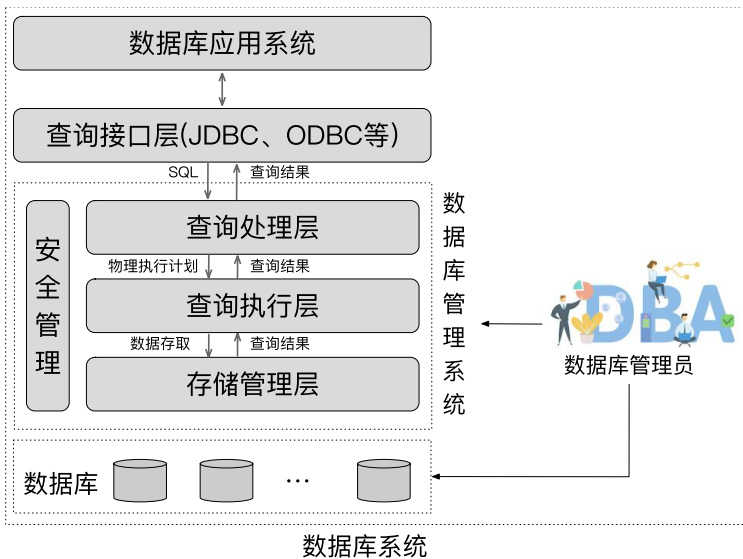 数据库应用系统
查询接口层(JDBC、ODBC等)
SQL
查询结果
安全管理
查询处理层
物理执行计划
查询结果
查询执行层
数据存取
查询结果
存储管理层
数据库管理系统
DBA
数据库管理员
数据库
...
数据库系统